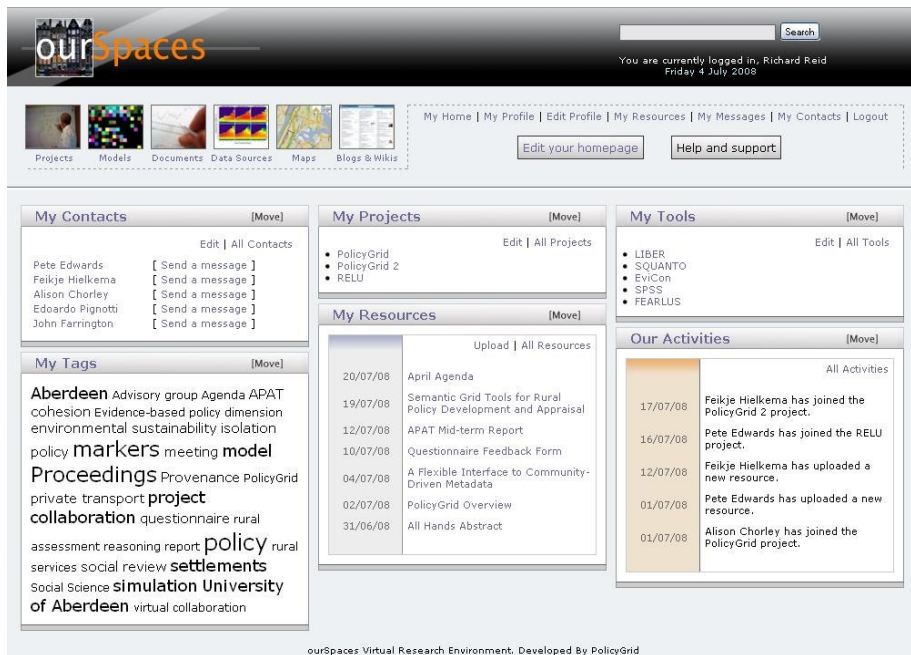 ourSpaces
Search
You are currently logged in, Richard Reid
Friday 4 July 2008
Projects Models Documents Data Sources Maps Blogs & Wikis
My Home | My Profile | Edit Profile | My Resources | My Messages | My Contacts | Logout
Edit your homepage Help and support
My Contacts [Move]
Edit | All Contacts
Pete Edwards [ Send a message ]
Feikje Hielkema [ Send a message ]
Alison Chorley [ Send a message ]
Edoardo Pignotti [ Send a message ]
John Farrington [ Send a message ]
My Tags [Move]
Aberdeen Advisory group Agenda APAT
cohesion Evidence-based policy dimension
environmental sustainability isolation
policy markers meeting model
Proceedings Provenance PolicyGrid
private transport project
collaboration questionnaire rural
assessment reasoning report policy rural
services social review settlements
Social Science simulation University
of Aberdeen virtual collaboration
My Projects [Move]
Edit | All Projects
• PolicyGrid
• PolicyGrid 2
• RELU
My Resources [Move]
Upload | All Resources
20/07/08 April Agenda
19/07/08 Semantic Grid Tools for Rural
Policy Development and Appraisal
12/07/08 APAT Mid-term Report
10/07/08 Questionnaire Feedback Form
04/07/08 A Flexible Interface to Community-
Driven Metadata
02/07/08 PolicyGrid Overview
31/06/08 All Hands Abstract
My Tools [Move]
Edit | All Tools
• LIBER
• SQUANTO
• EviCon
• SPSS
• FEARLUS
Our Activities [Move]
All Activities
17/07/08 Feikje Hielkema has joined the
PolicyGrid 2 project.
16/07/08 Pete Edwards has joined the RELU
project.
12/07/08 Feikje Hielkema has uploaded a
new resource.
01/07/08 Pete Edwards has uploaded a new
resource.
01/07/08 Alison Chorley has joined the
PolicyGrid project.
ourSpaces Virtual Research Environment. Developed By PolicyGrid